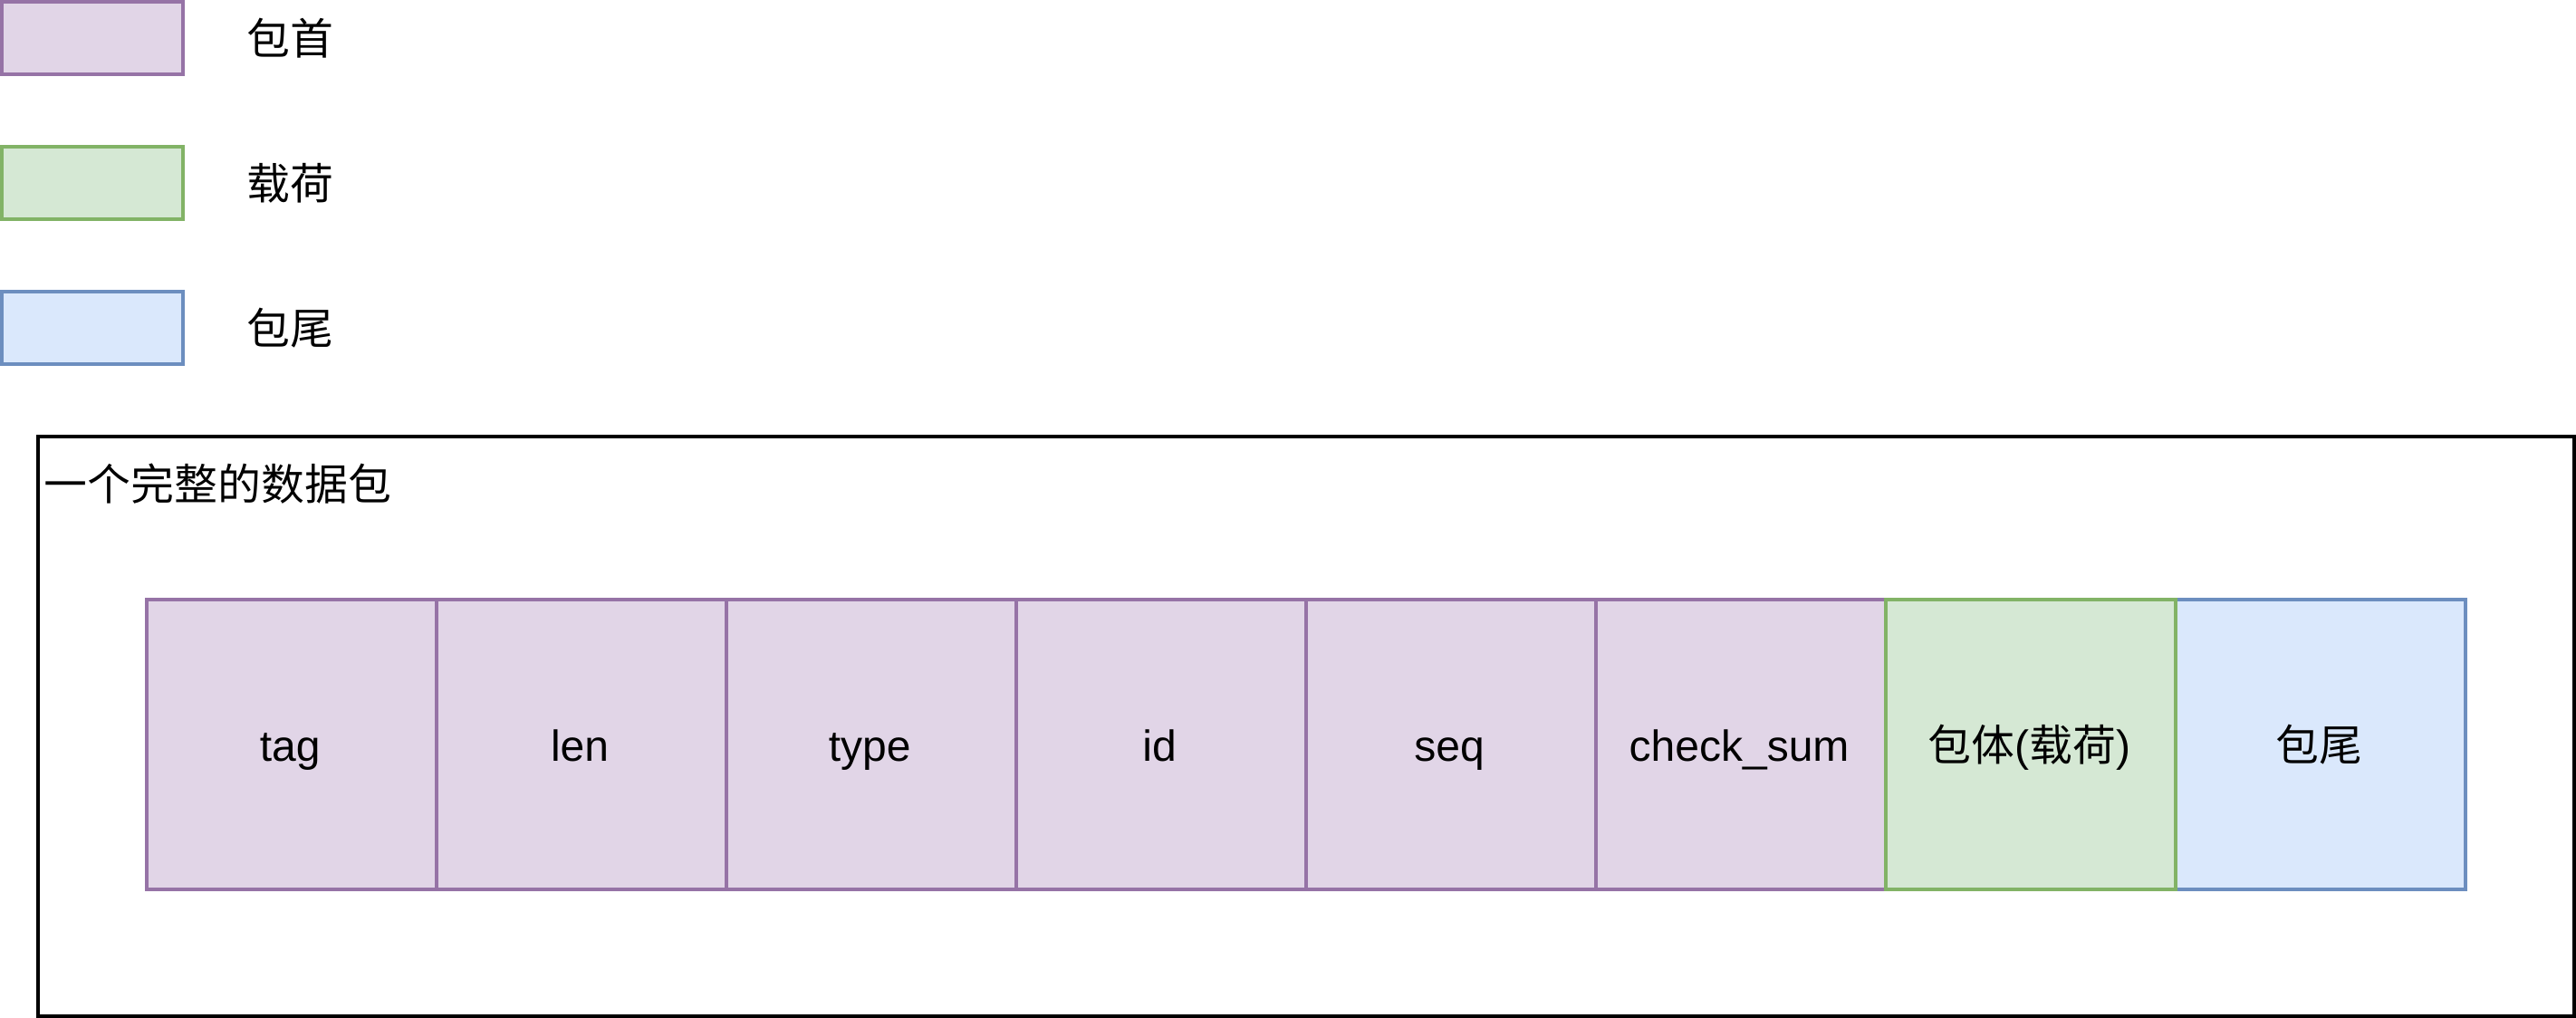 包首
载荷
包尾
一个完整的数据包
tag
len
type
id
seq
check_sum
包体(载荷)
包尾